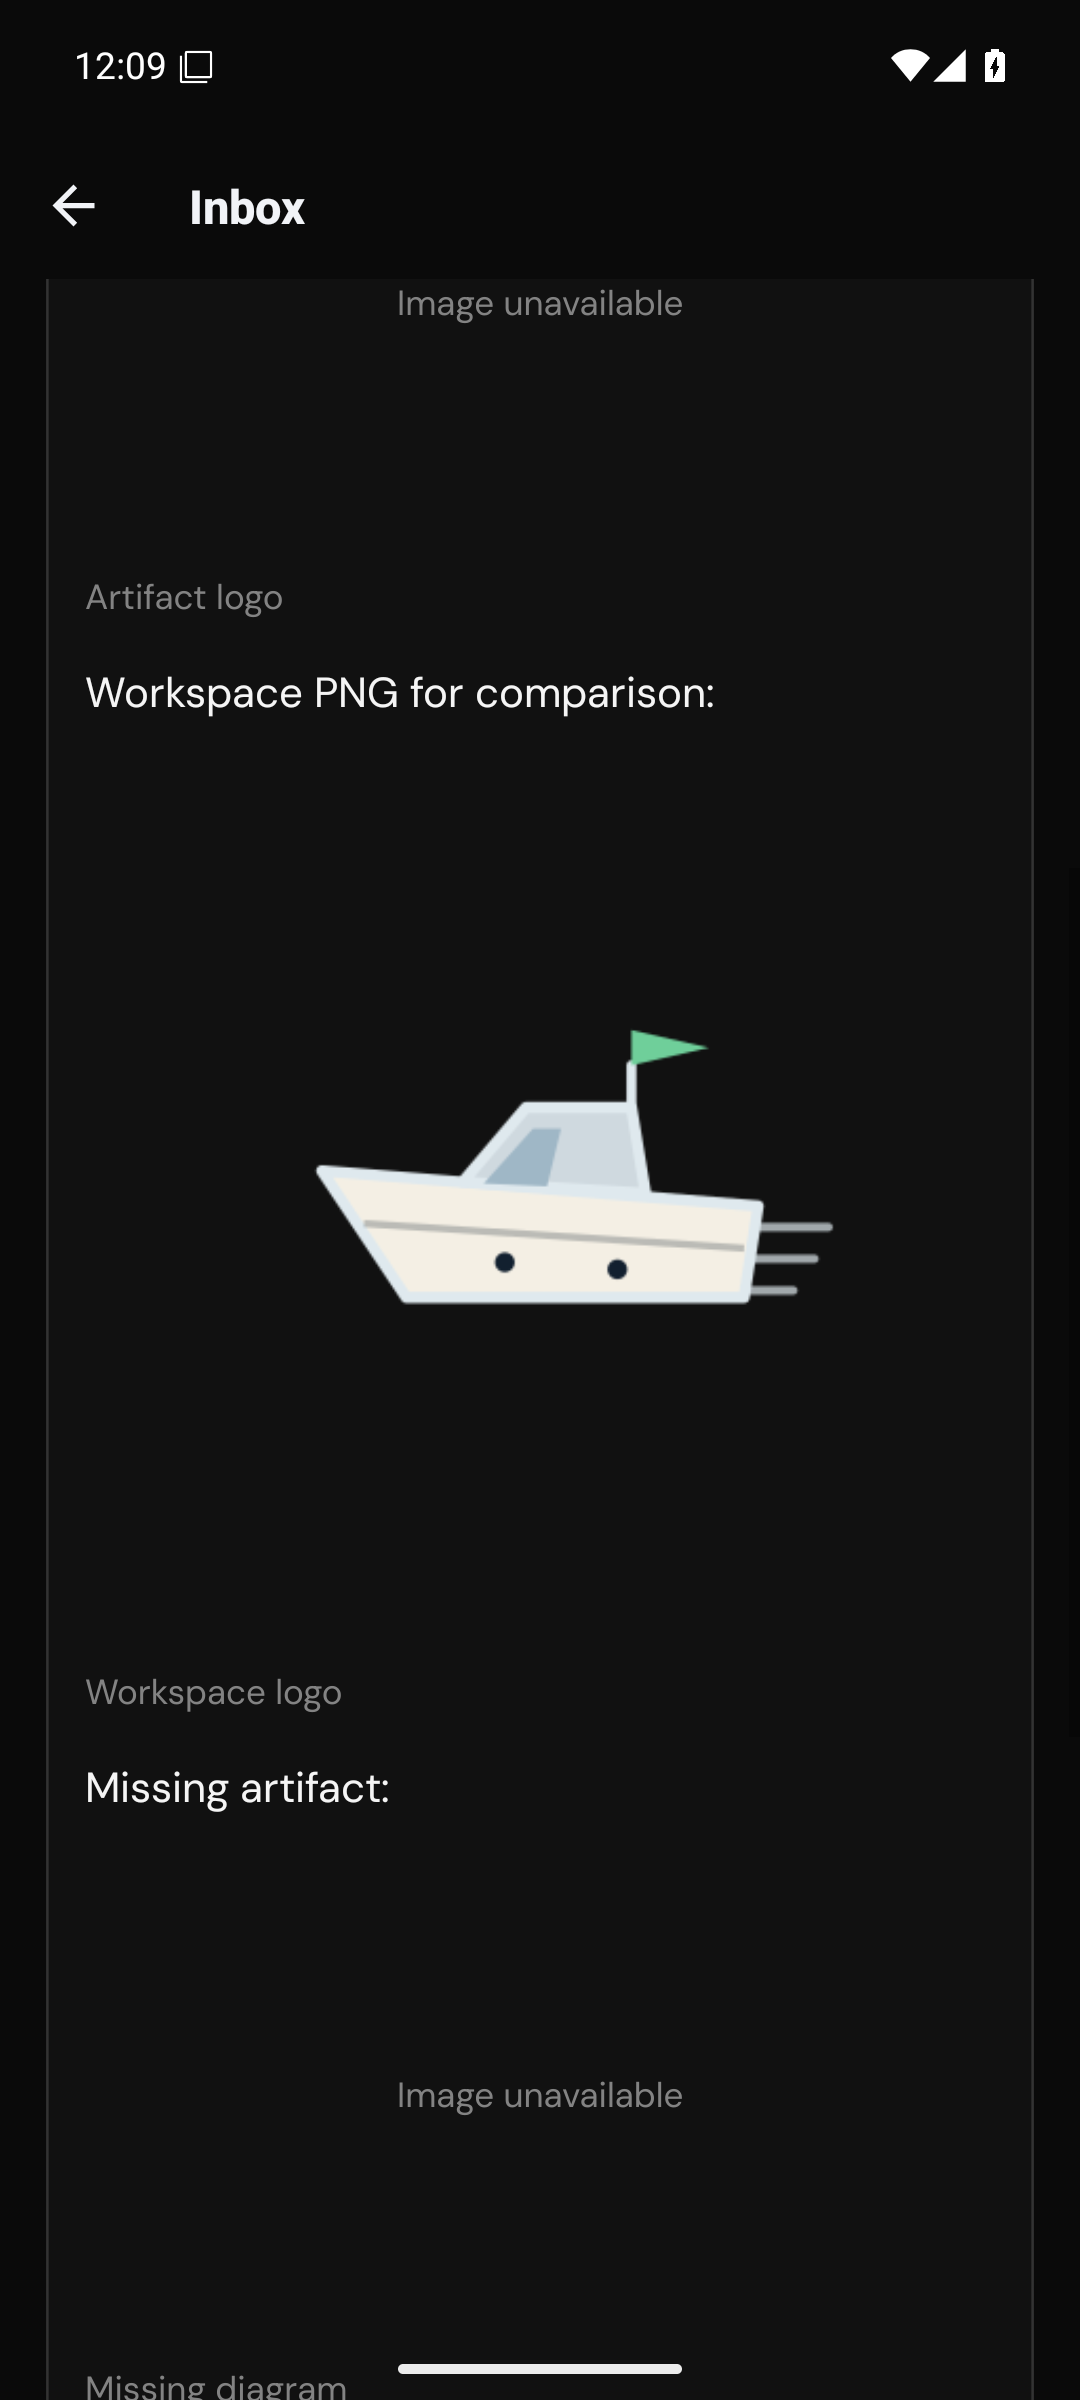 12:09
Inbox
Image unavailable
Artifact logo
Workspace PNG for comparison:
Workspace logo
Missing artifact:
Image unavailable
Missing diagram